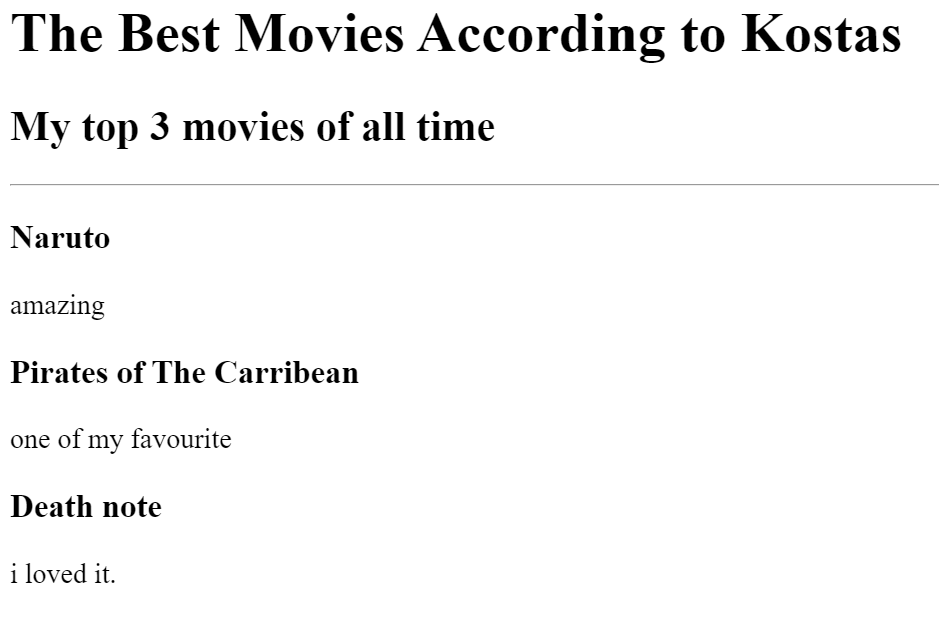 The Best Movies According to Kostas
My top 3 movies of all time
Naruto
amazing
Pirates of The Carribean
one of my favourite
Death note
i loved it.